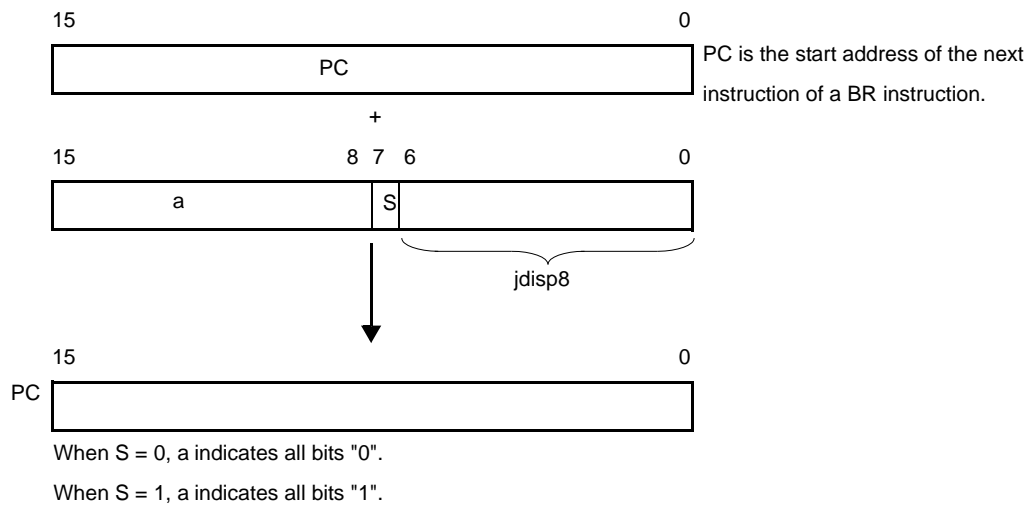 15 0
PC
PC is the start address of the next
instruction of a BR instruction.
+
15 8 7 6 0
a S
jdisp8
15 0
PC
When S = 0, a indicates all bits "0".
When S = 1, a indicates all bits "1".